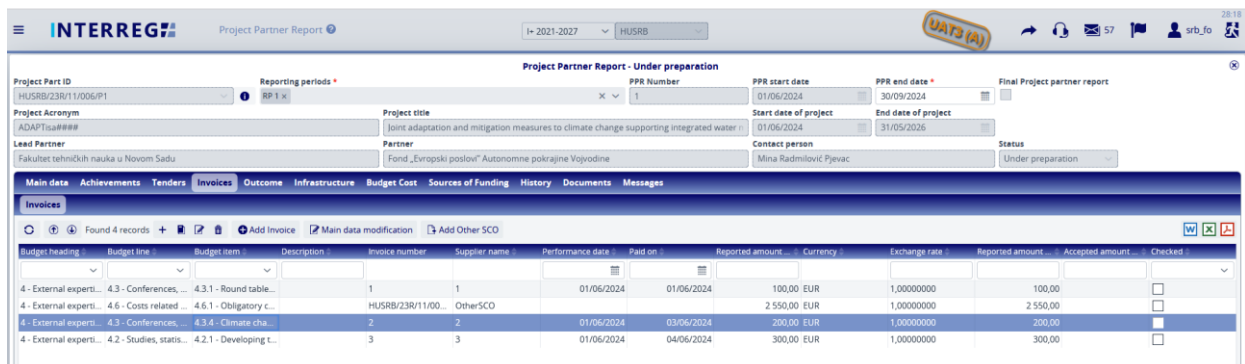 28:18
INTERREG+
Project Partner Report
I+ 2021-2027 HUSRB
UAT3 (A)
57
srb_fo
Project Partner Report - Under preparation
Project Part ID Reporting periods * PPR Number PPR start date PPR end date * Final Project partner report
HUSRB/23R/11/006/P1 RP 1 × 1 01/06/2024 30/09/2024
Project Acronym Project title Start date of project End date of project
ADAPTisa#### Joint adaptation and mitigation measures to climate change supporting integrated water 01/06/2024 31/05/2026
Lead Partner Partner Contact person Status
Fakultet tehničkih nauka u Novom Sadu Fond „Evropski poslovi" Autonomne pokrajine Vojvodine Mina Radmilović Pjevac Under preparation
Main data Achievements Tenders Invoices Outcome Infrastructure Budget Cost Sources of Funding History Documents Messages
Invoices
Found 4 records Add Invoice Main data modification Add Other SCO
Budget heading Budget line Budget item Description Invoice number Supplier name Performance date Paid on Reported amount ... Currency Exchange rate Reported amount ... Accepted amount ... Checked
4 - External experti... 4.3 - Conferences, ... 4.3.1 - Round table... 1 1 01/06/2024 01/06/2024 100,00 EUR 1,00000000 100,00
4 - External experti... 4.6 - Costs related ... 4.6.1 - Obligatory c... HUSRB/23R/11/00... OtherSCO 2 550,00 EUR 1,00000000 2 550,00
4 - External experti... 4.3 - Conferences, ... 4.3.4 - Climate cha... 2 2 01/06/2024 03/06/2024 200,00 EUR 1,00000000 200,00
4 - External experti... 4.2 - Studies, statis... 4.2.1 - Developing t... 3 3 01/06/2024 04/06/2024 300,00 EUR 1,00000000 300,00